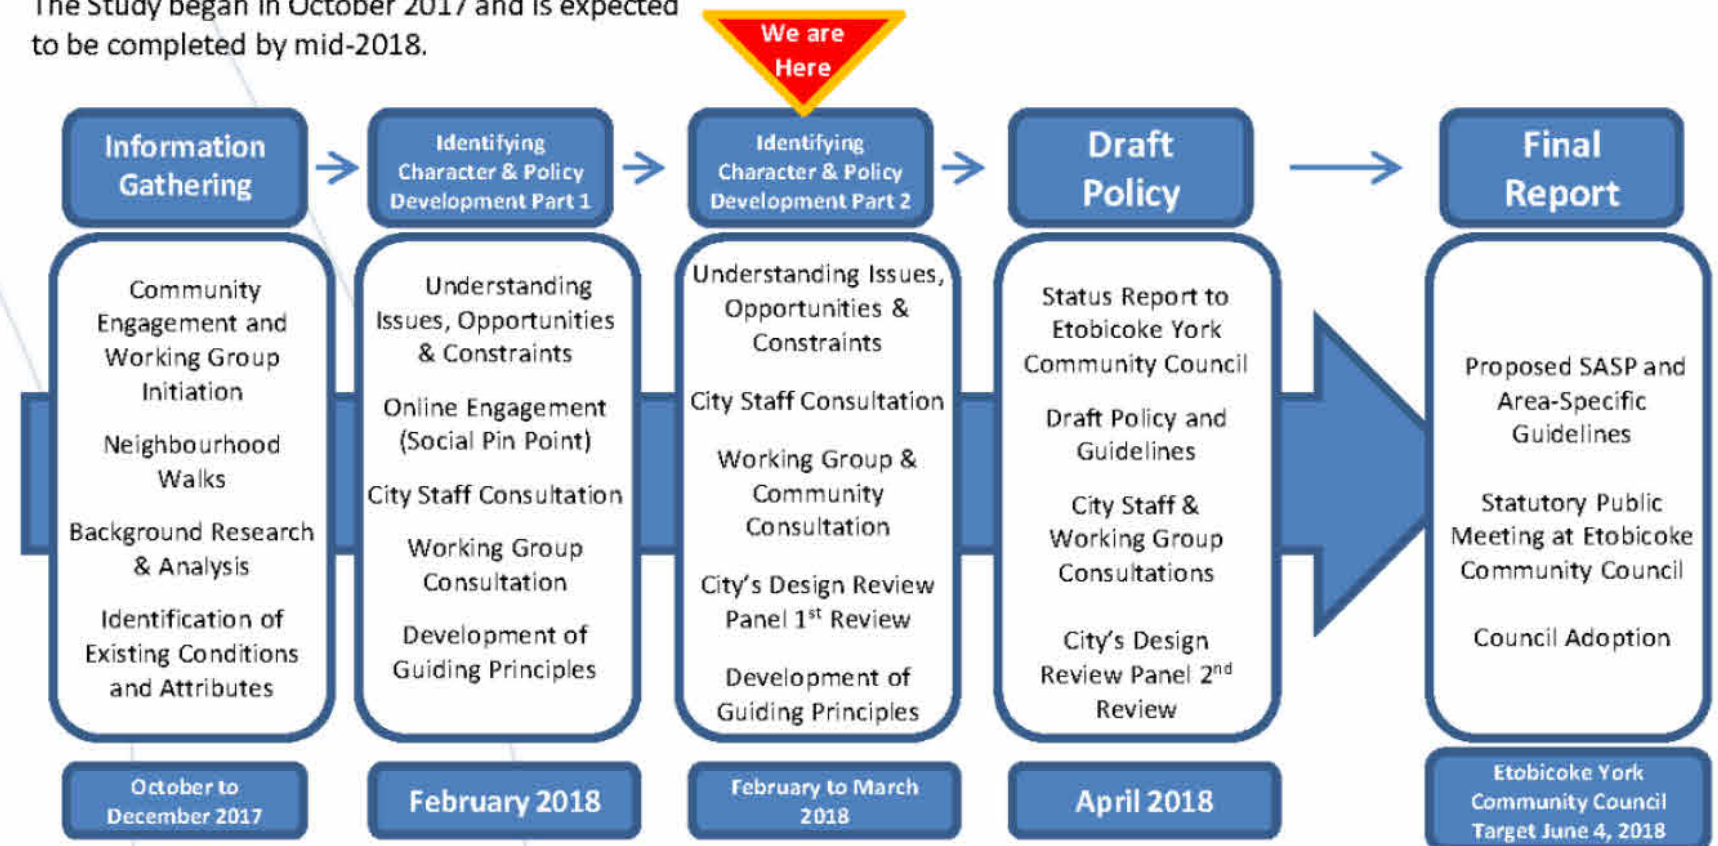 The Study began in October 2017 and is expected
to be completed by mid-2018.
We are
Here
Information
Gathering
Identifying
Character & Policy
Development Part 1
Identifying
Character & Policy
Development Part 2
Draft
Policy
Final
Report
Community
Engagement and
Working Group
Initiation
Neighbourhood
Walks
Background Research
& Analysis
Identification of
Existing Conditions
and Attributes
Understanding
Issues, Opportunities
& Constraints
Online Engagement
(Social Pin Point)
City Staff Consultation
Working Group
Consultation
Development of
Guiding Principles
Understanding Issues,
Opportunities &
Constraints
City Staff Consultation
Working Group &
Community
Consultation
City's Design Review
Panel 1st Review
Development of
Guiding Principles
Status Report to
Etobicoke York
Community Council
Draft Policy and
Guidelines
City Staff &
Working Group
Consultations
City's Design
Review Panel 2nd
Review
Proposed SASP and
Area-Specific
Guidelines
Statutory Public
Meeting at Etobicoke
Community Council
Council Adoption
October to
December 2017
February 2018
February to March
2018
April 2018
Etobicoke York
Community Council
Target June 4, 2018